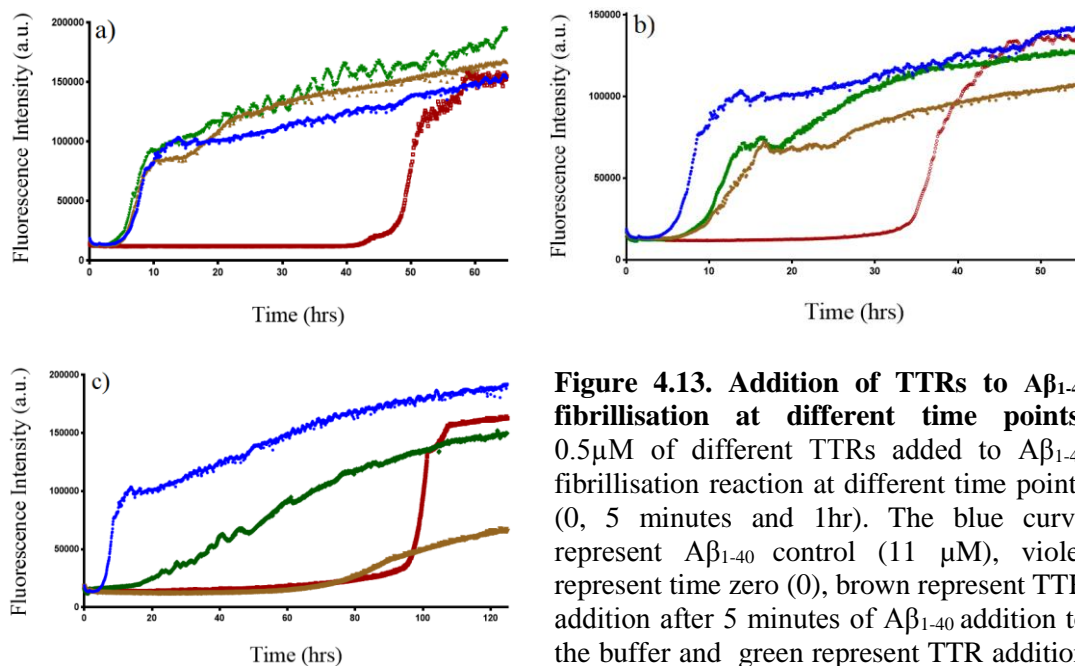 a)
Fluorescence Intensity (a.u.)
200000
150000
100000
50000
0
0 10 20 30 40 50 60
Time (hrs)
b)
Fluorescence Intensity (a.u.)
150000
100000
50000
0
0 10 20 30 40 50
Time (hrs)
c)
Fluorescence Intensity (a.u.)
200000
150000
100000
50000
0
0 20 40 60 80 100 120
Time (hrs)
Figure 4.13. Addition of TTRs to Aβ1-4
fibrillisation at different time points
0.5µM of different TTRs added to Aβ1-4
fibrillisation reaction at different time point
(0, 5 minutes and 1hr). The blue curv
represent Aβ1-40 control (11 µM), viole
represent time zero (0), brown represent TTR
addition after 5 minutes of Aβ1-40 addition to
the buffer and green represent TTR addition